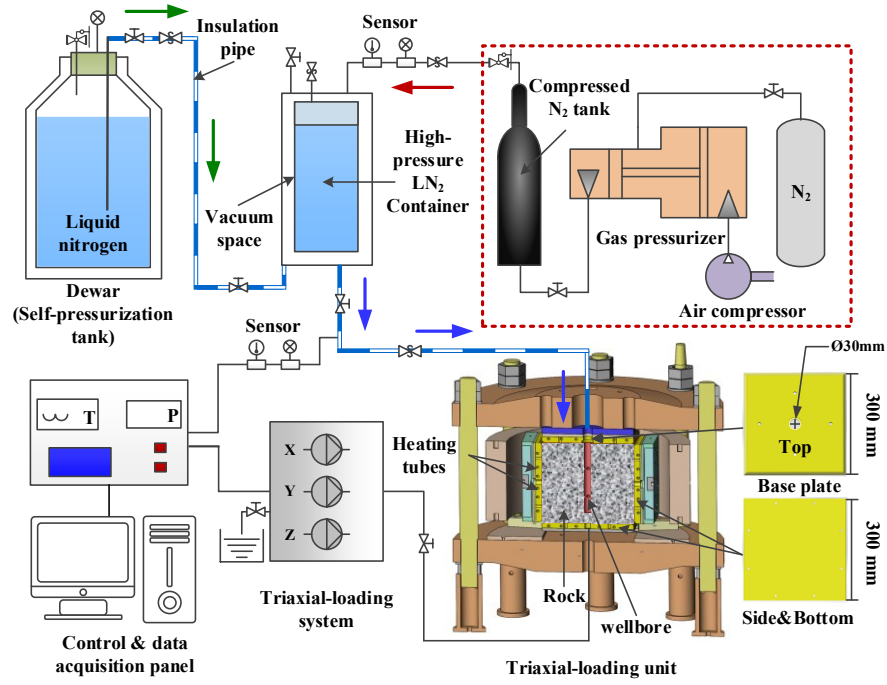 Insulation
pipe
Sensor
Compressed
N₂ tank
High-
pressure
LN₂
Container
Vacuum
space
Liquid
nitrogen
N₂
Gas pressurizer
Air compressor
Dewar
(Self-pressurization
tank)
Sensor
T
P
X
Y
Z
Heating
tubes
Ø30mm
Top
300 mm
Base plate
300 mm
Side&Bottom
Rock
wellbore
Triaxial-loading
system
Control & data
acquisition panel
Triaxial-loading unit